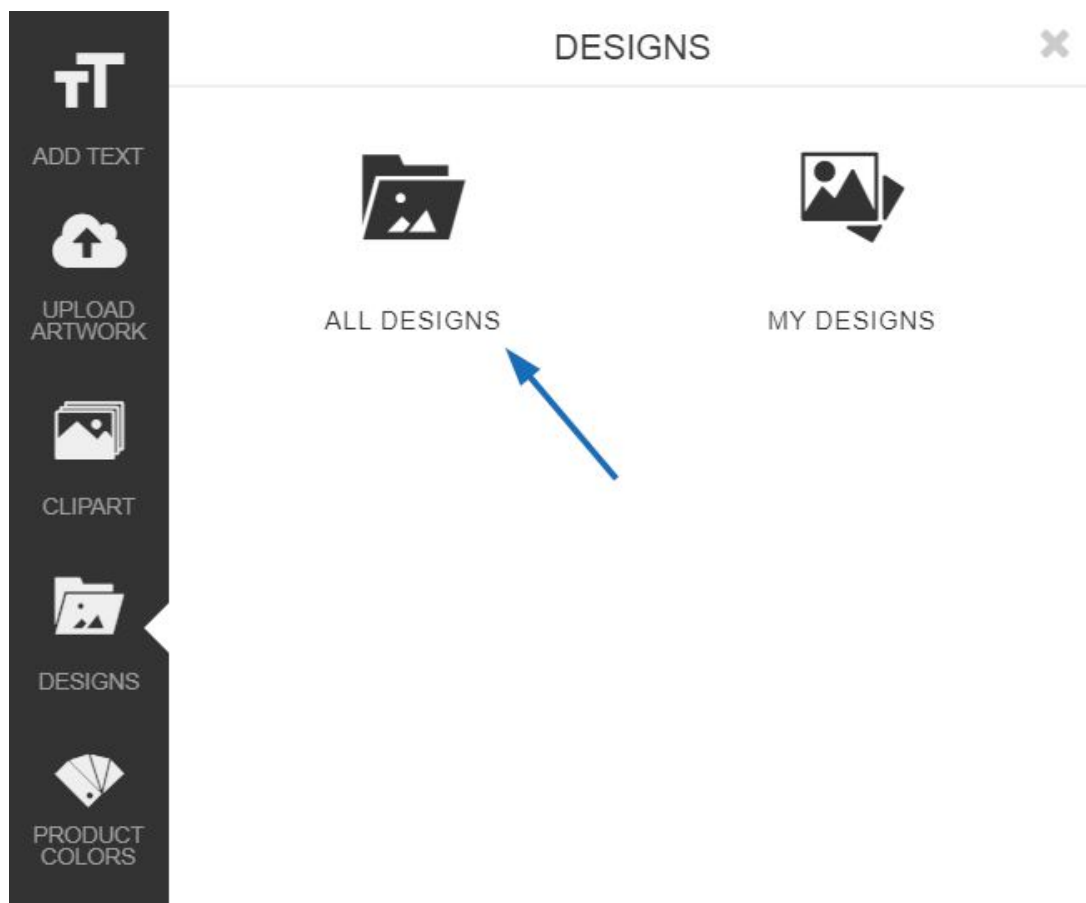 DESIGNS
ADD TEXT
UPLOAD
ARTWORK
CLIPART
DESIGNS
PRODUCT
COLORS
ALL DESIGNS
MY DESIGNS